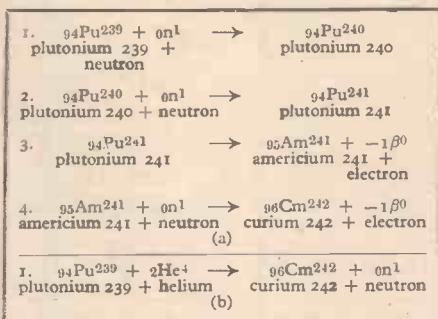 1. 94Pu239 + 0n1 → 94Pu240
plutonium 239 + plutonium 240
neutron
2. 94Pu240 + 0n1 → 94Pu241
plutonium 240 + neutron plutonium 241
3. 94Pu241 → 95Am241 + -1β0
plutonium 241 americium 241 +
electron
4. 95Am241 + 0n1 → 96Cm242 + -1β0
americium 241 + neutron curium 242 + electron
(a)
1. 94Pu239 + 2He4 → 96Cm242 + 0n1
plutonium 239 + helium curium 242 + neutron
(b)